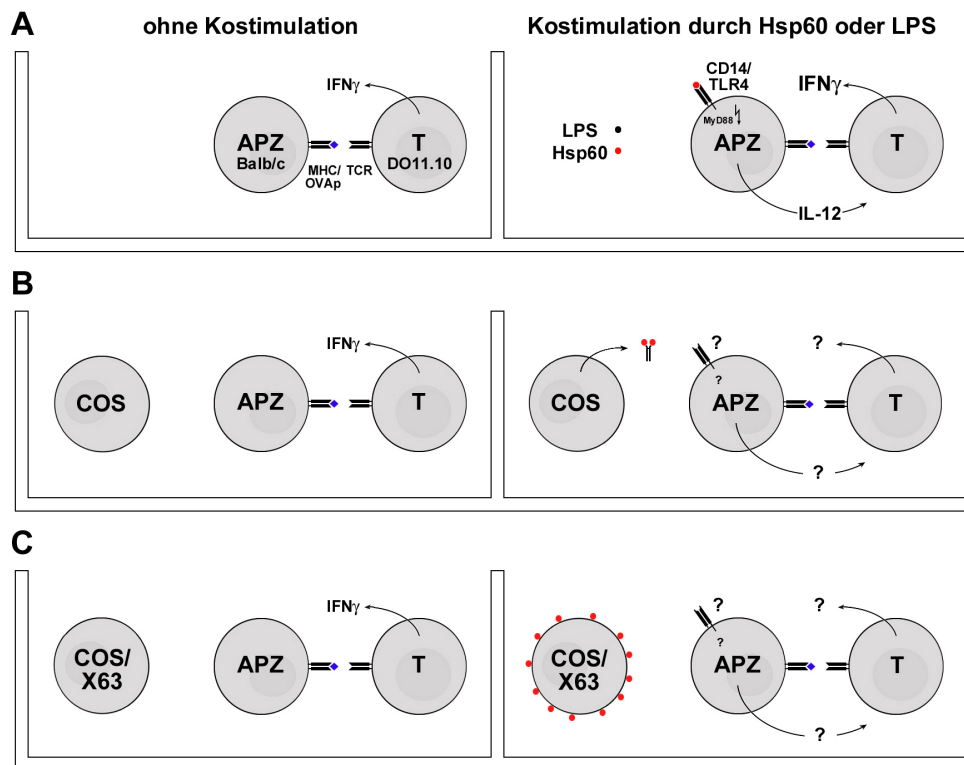 A
ohne Kostimulation
Kostimulation durch Hsp60 oder LPS
IFNγ
APZ
Balb/c
MHC/
OVAp
TCR
T
DO11.10
LPS
Hsp60
CD14/
TLR4
MyD88
APZ
IFNγ
T
IL-12
B
COS
APZ
IFNγ
T
COS
?
?
APZ
?
T
?
C
COS/
X63
APZ
IFNγ
T
COS/
X63
?
?
APZ
?
T
?